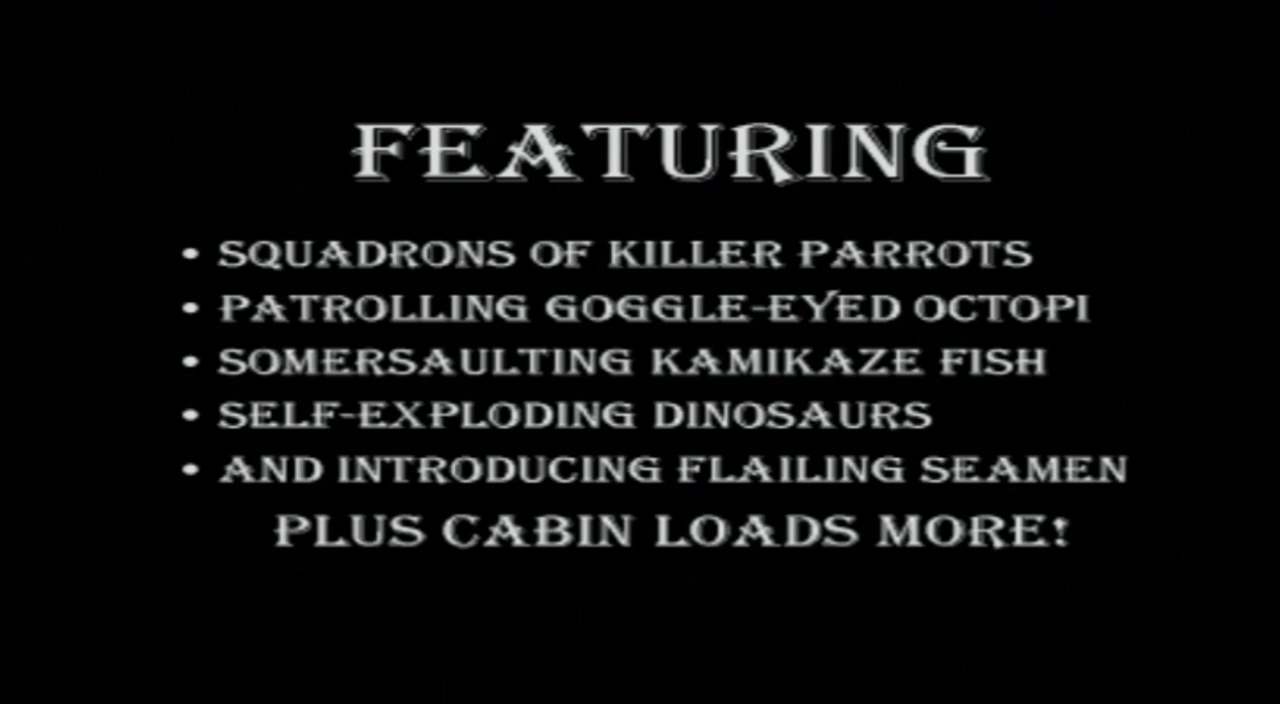 FEATURING
• SQUADRONS OF KILLER PARROTS
• PATROLLING GOGGLE-EYED OCTOPI
• SOMERSAULTING KAMIKAZE FISH
• SELF-EXPLODING DINOSAURS
• AND INTRODUCING FLAILING SEAMEN
PLUS CABIN LOADS MORE!